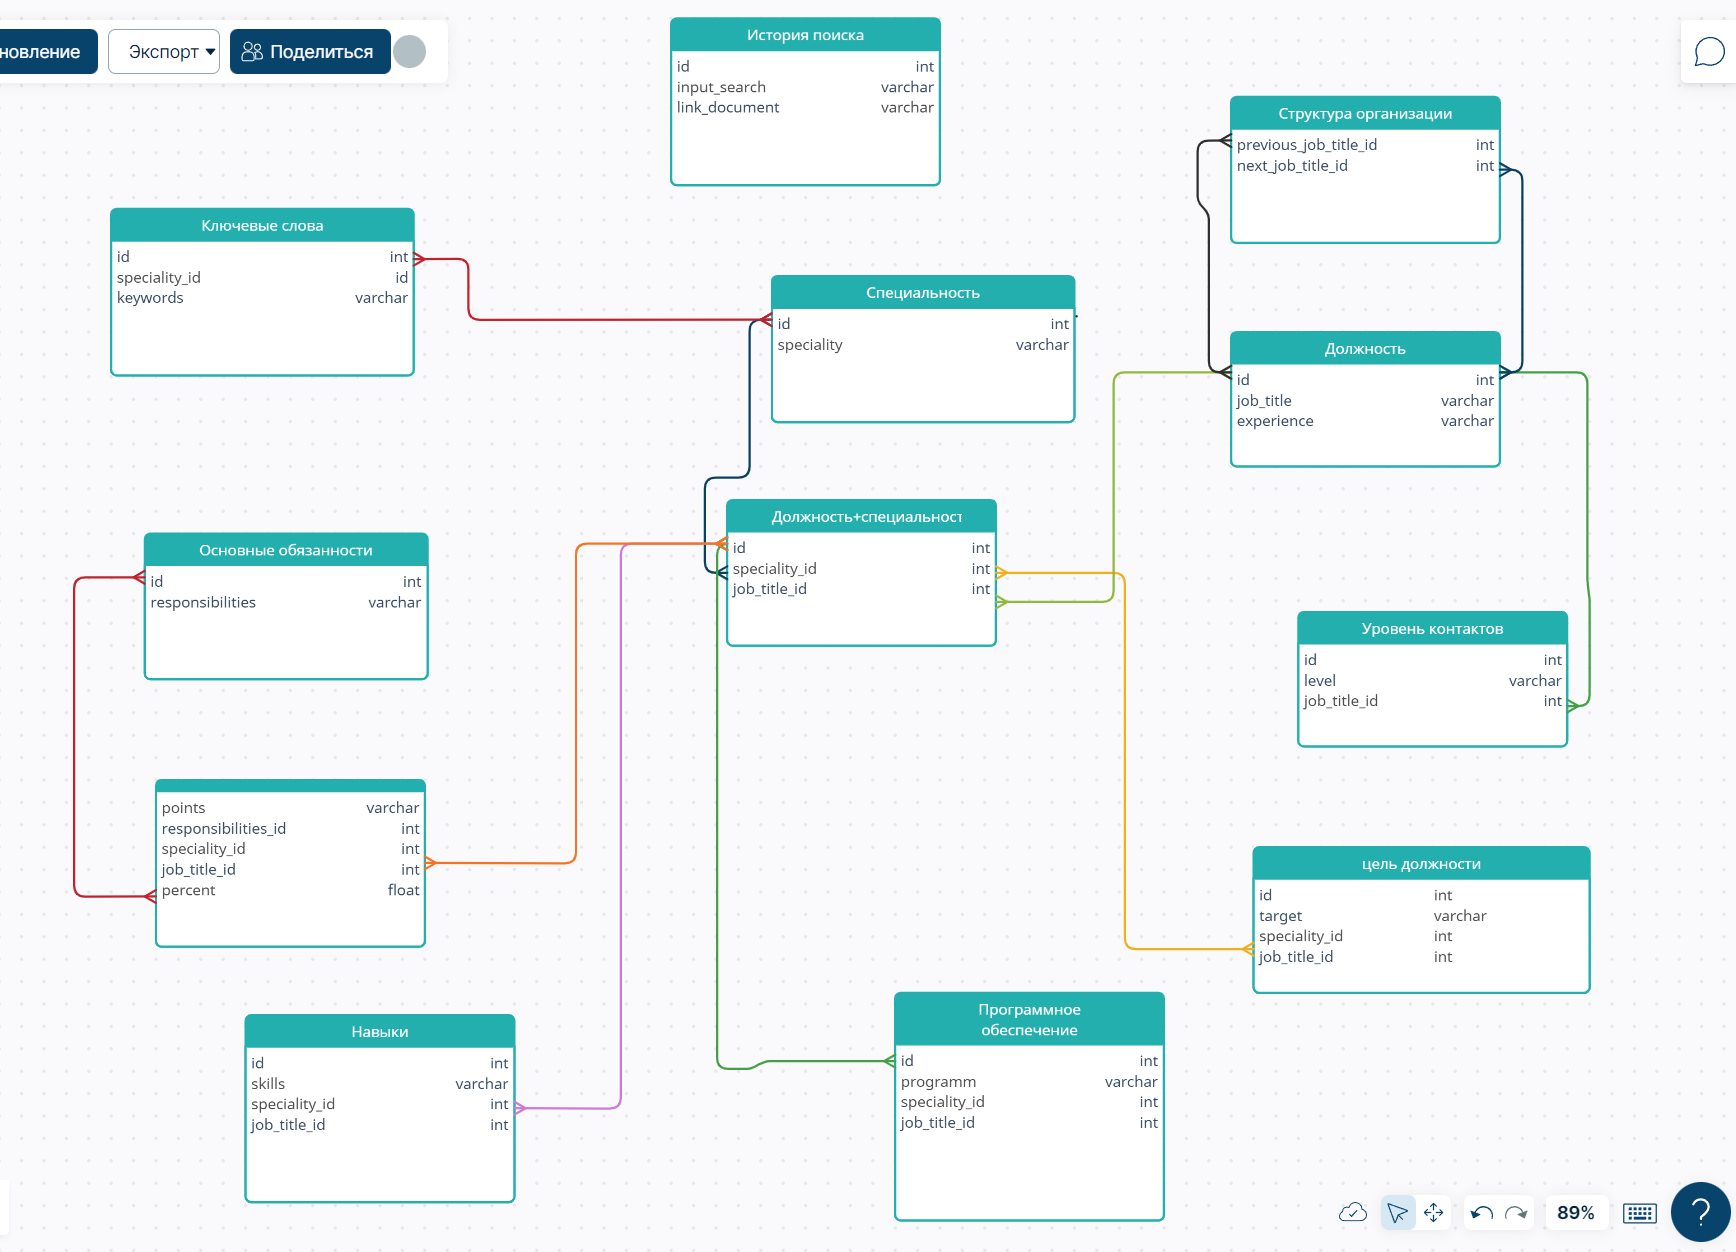 новление
Экспорт
Поделиться
История поиска
id int
input_search varchar
link_document varchar
Структура организации
previous_job_title_id int
next_job_title_id int
Ключевые слова
id int
speciality_id id
keywords varchar
Специальность
id int
speciality varchar
Должность
id int
job_title varchar
experience varchar
Должность+специальност
id int
speciality_id int
job_title_id int
Основные обязанности
id int
responsibilities varchar
Уровень контактов
id int
level varchar
job_title_id int
points varchar
responsibilities_id int
speciality_id int
job_title_id int
percent float
цель должности
id int
target varchar
speciality_id int
job_title_id int
Навыки
id int
skills varchar
speciality_id int
job_title_id int
Программное
обеспечение
id int
programm varchar
speciality_id int
job_title_id int
89%
?